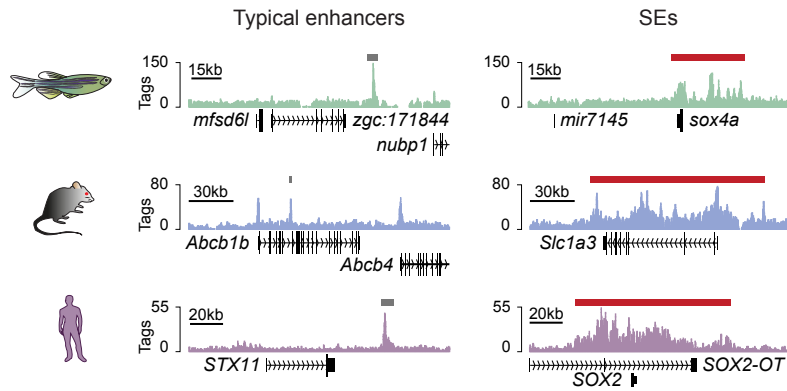 Typical enhancers SEs
150 150
15kb 15kb
Tags
0 0
mfsd6l zgc:171844 mir7145 sox4a
nubp1
80 80
30kb 30kb
Tags
0 0
Abcb1b Slc1a3
Abcb4
55 55
20kb 20kb
Tags
0 0
STX11 SOX2-OT
SOX2